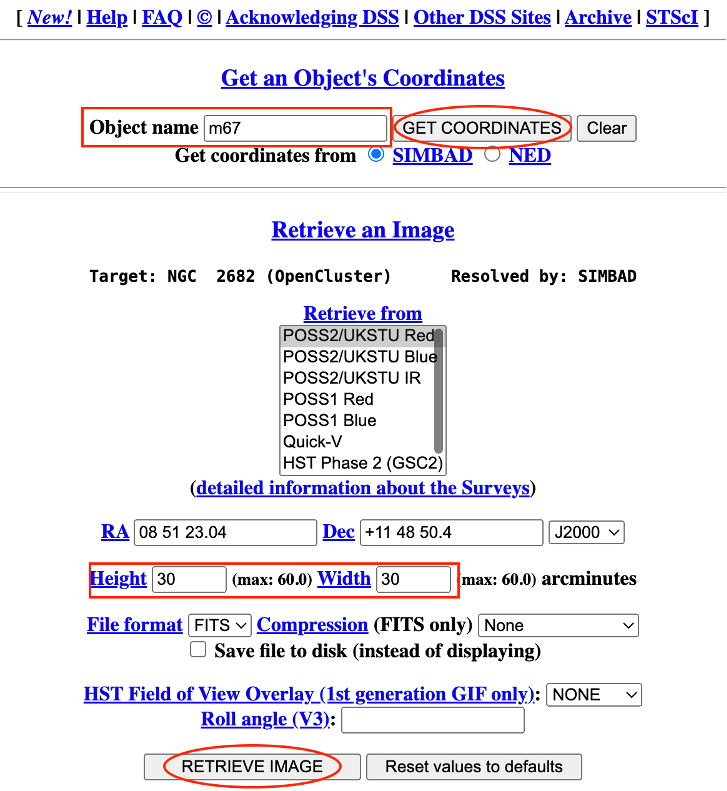 [ New! | Help | FAQ | © | Acknowledging DSS | Other DSS Sites | Archive | STScI ]
Get an Object's Coordinates
Object name m67 GET COORDINATES Clear
Get coordinates from SIMBAD NED
Retrieve an Image
Target: NGC  2682 (OpenCluster)      Resolved by: SIMBAD
Retrieve from
POSS2/UKSTU Red
POSS2/UKSTU Blue
POSS2/UKSTU IR
POSS1 Red
POSS1 Blue
Quick-V
HST Phase 2 (GSC2)
(detailed information about the Surveys)
RA 08 51 23.04 Dec +11 48 50.4 J2000
Height 30 (max: 60.0) Width 30 (max: 60.0) arcminutes
File format FITS Compression (FITS only) None
Save file to disk (instead of displaying)
HST Field of View Overlay (1st generation GIF only): NONE
Roll angle (V3):
RETRIEVE IMAGE Reset values to defaults